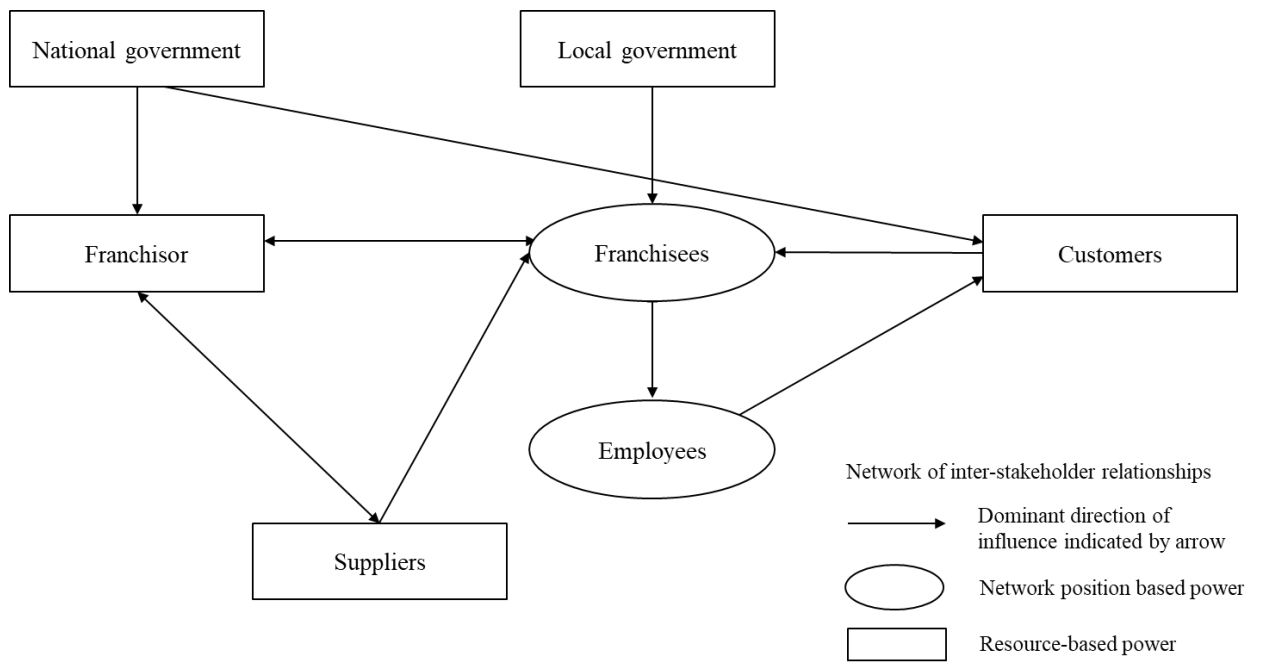 National government
Local government
Franchisor
Franchisees
Customers
Employees
Suppliers
Network of inter-stakeholder relationships
Dominant direction of
influence indicated by arrow
Network position based power
Resource-based power